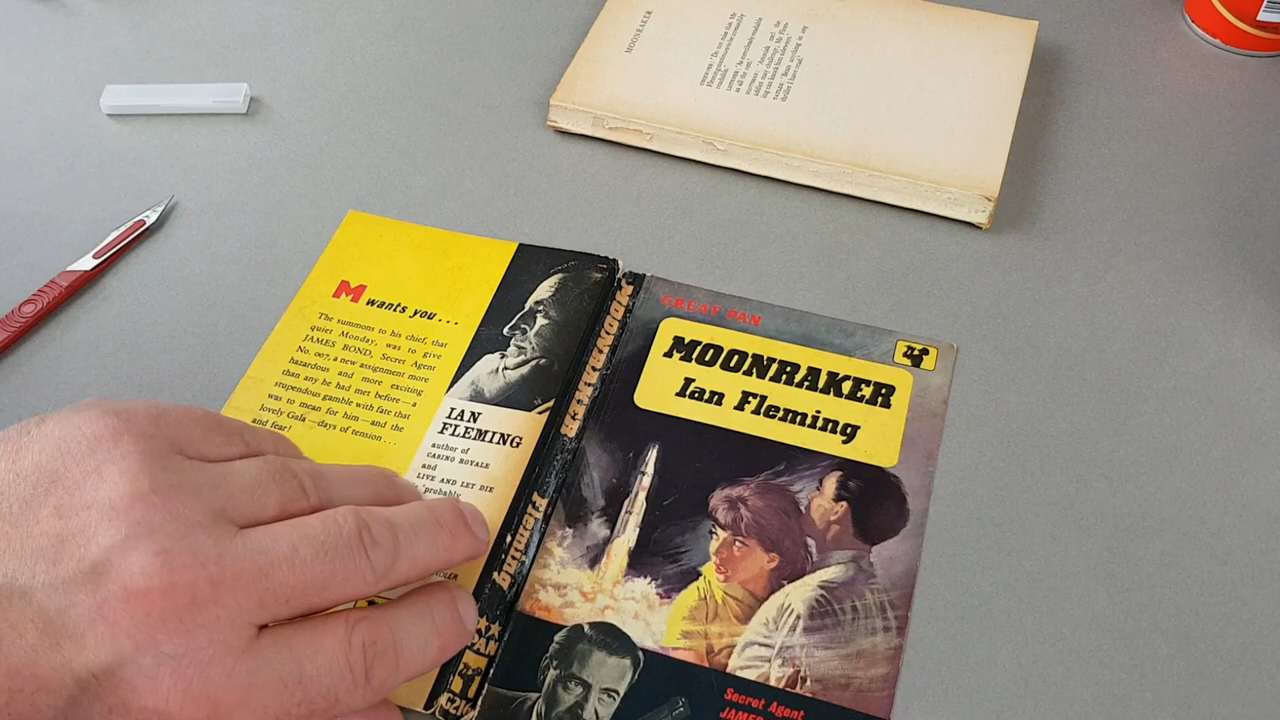 MOONRAKER
M wants you...
The summons to his chief, that
quiet Monday, was to give
JAMES BOND, Secret Agent
No. 007, a new assignment more
hazardous and more exciting
than any he had met before—a
stupendous gamble with fate that
was to mean for him—and the
lovely Gala—days of tension...
and fear!
IAN
FLEMING
author of
CASINO ROYALE
and
LIVE AND LET DIE
'probably
MOONRAKER
Fleming
PAN
G216
GREAT PAN
MOONRAKER
Ian Fleming
Secret Agent
JAMES